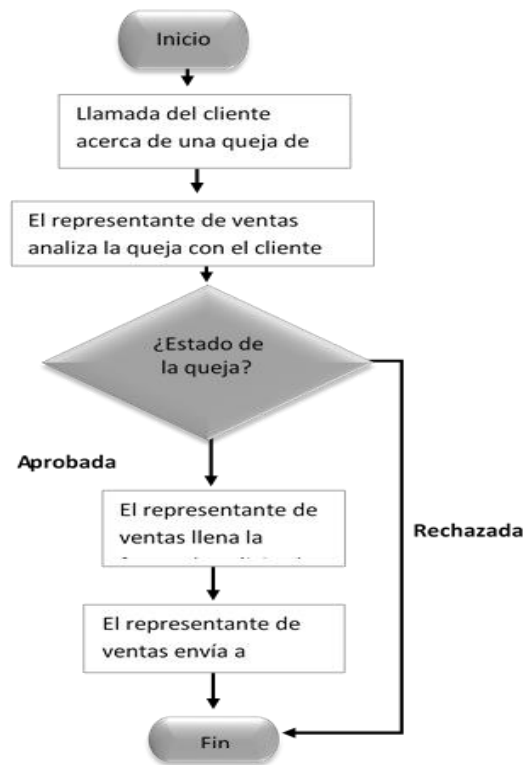 Inicio
Llamada del cliente
acerca de una queja de
El representante de ventas
analiza la queja con el cliente
¿Estado de
la queja?
Aprobada
Rechazada
El representante de
ventas llena la
El representante de
ventas envía a
Fin